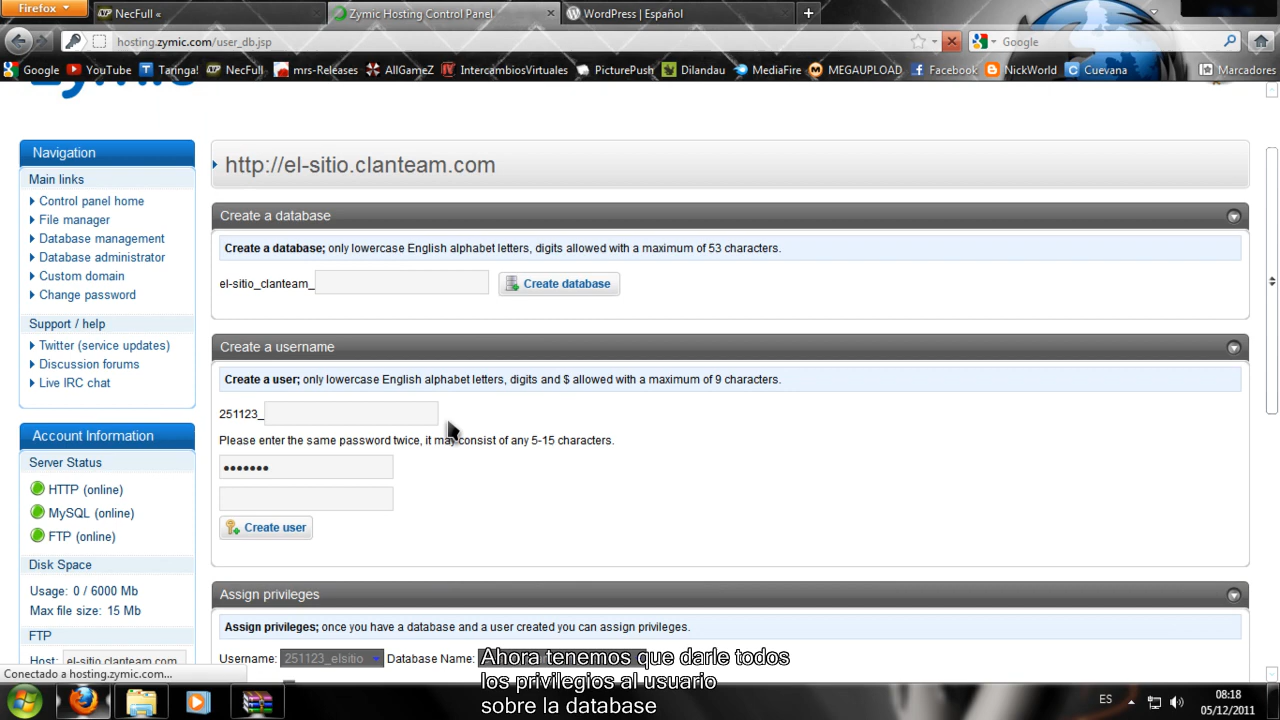 Firefox
NecFull «
Zymic Hosting Control Panel
WordPress | Español
hosting.zymic.com/user_db.jsp
Google
Google
YouTube
Taringa!
NecFull
mrs-Releases
AllGameZ
IntercambiosVirtuales
PicturePush
Dilandau
MediaFire
MEGAUPLOAD
Facebook
NickWorld
Cuevana
Marcadores
zymic
Navigation
Main links
Control panel home
File manager
Database management
Database administrator
Custom domain
Change password
Support / help
Twitter (service updates)
Discussion forums
Live IRC chat
Account Information
Server Status
HTTP (online)
MySQL (online)
FTP (online)
Disk Space
Usage: 0 / 6000 Mb
Max file size: 15 Mb
FTP
Host: el-sitio.clanteam.com
http://el-sitio.clanteam.com
Create a database
Create a database; only lowercase English alphabet letters, digits allowed with a maximum of 53 characters.
el-sitio_clanteam_
Create database
Create a username
Create a user; only lowercase English alphabet letters, digits and $ allowed with a maximum of 9 characters.
251123_
Please enter the same password twice, it may consist of any 5-15 characters.
•••••••
Create user
Assign privileges
Assign privileges; once you have a database and a user created you can assign privileges.
Username: 251123_elsitio Database Name:
Ahora tenemos que darle todos
los privilegios al usuario
sobre la database
Conectado a hosting.zymic.com...
ES
08:18
05/12/2011